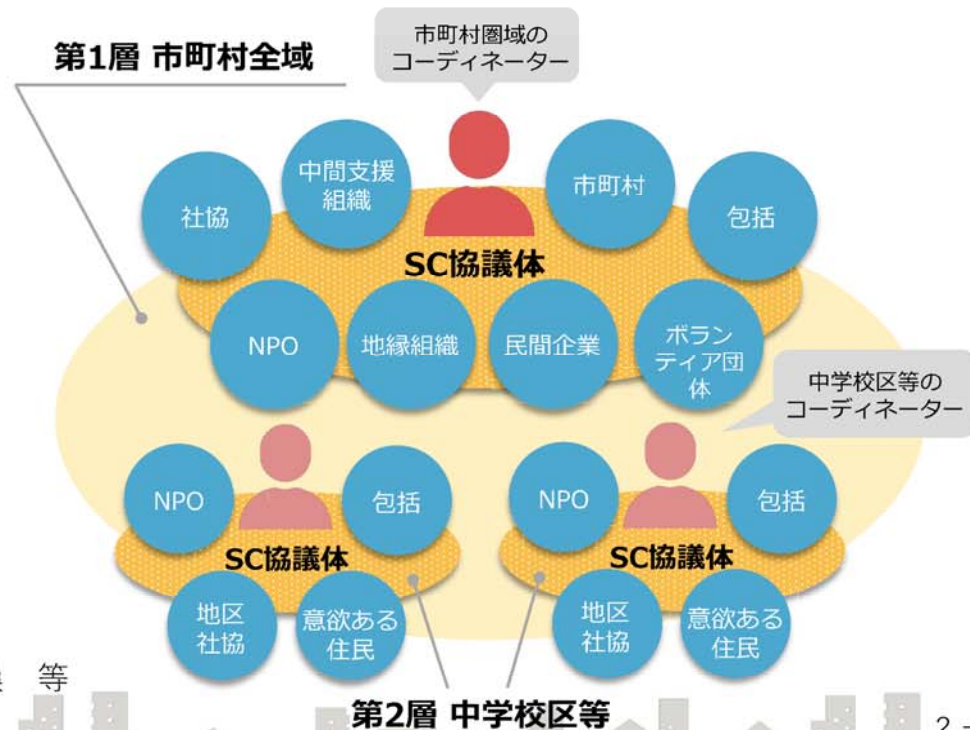 市町村圏域の
コーディネーター
第1層 市町村全域
中間支援
組織
市町村
社協
包括
SC協議体
NPO
地縁組織
民間企業
ボラン
ティア団
体
中学校区等の
コーディネーター
NPO
包括
NPO
包括
SC協議体
SC協議体
地区
社協
意欲ある
住民
地区
社協
意欲ある
住民
等
第2層 中学校区等
2